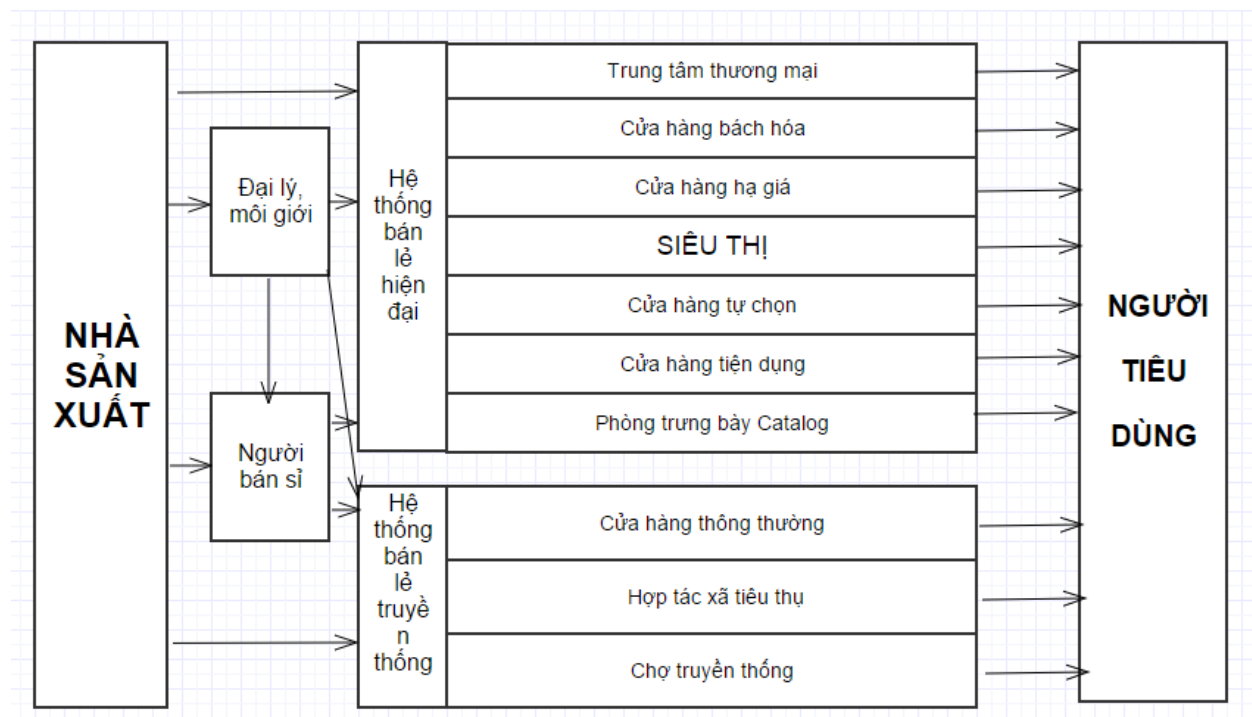 NHÀ
SẢN
XUẤT
Đại lý,
môi giới
Người
bán sỉ
Hệ
thống
bán
lẻ
hiện
đại
Trung tâm thương mại
Cửa hàng bách hóa
Cửa hàng hạ giá
SIÊU THỊ
Cửa hàng tự chọn
Cửa hàng tiện dụng
Phòng trưng bày Catalog
Hệ
thống
bán
lẻ
truyề
n
thống
Cửa hàng thông thường
Hợp tác xã tiêu thụ
Chợ truyền thống
NGƯỜI
TIÊU
DÙNG